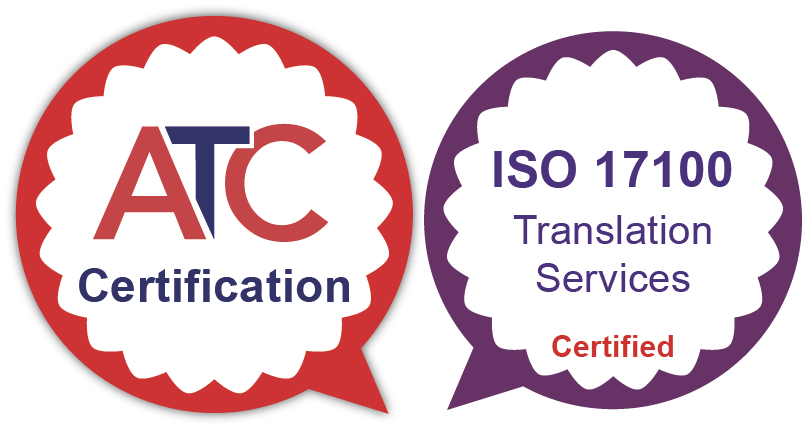 ATC
Certification
ISO 17100
Translation
Services
Certified